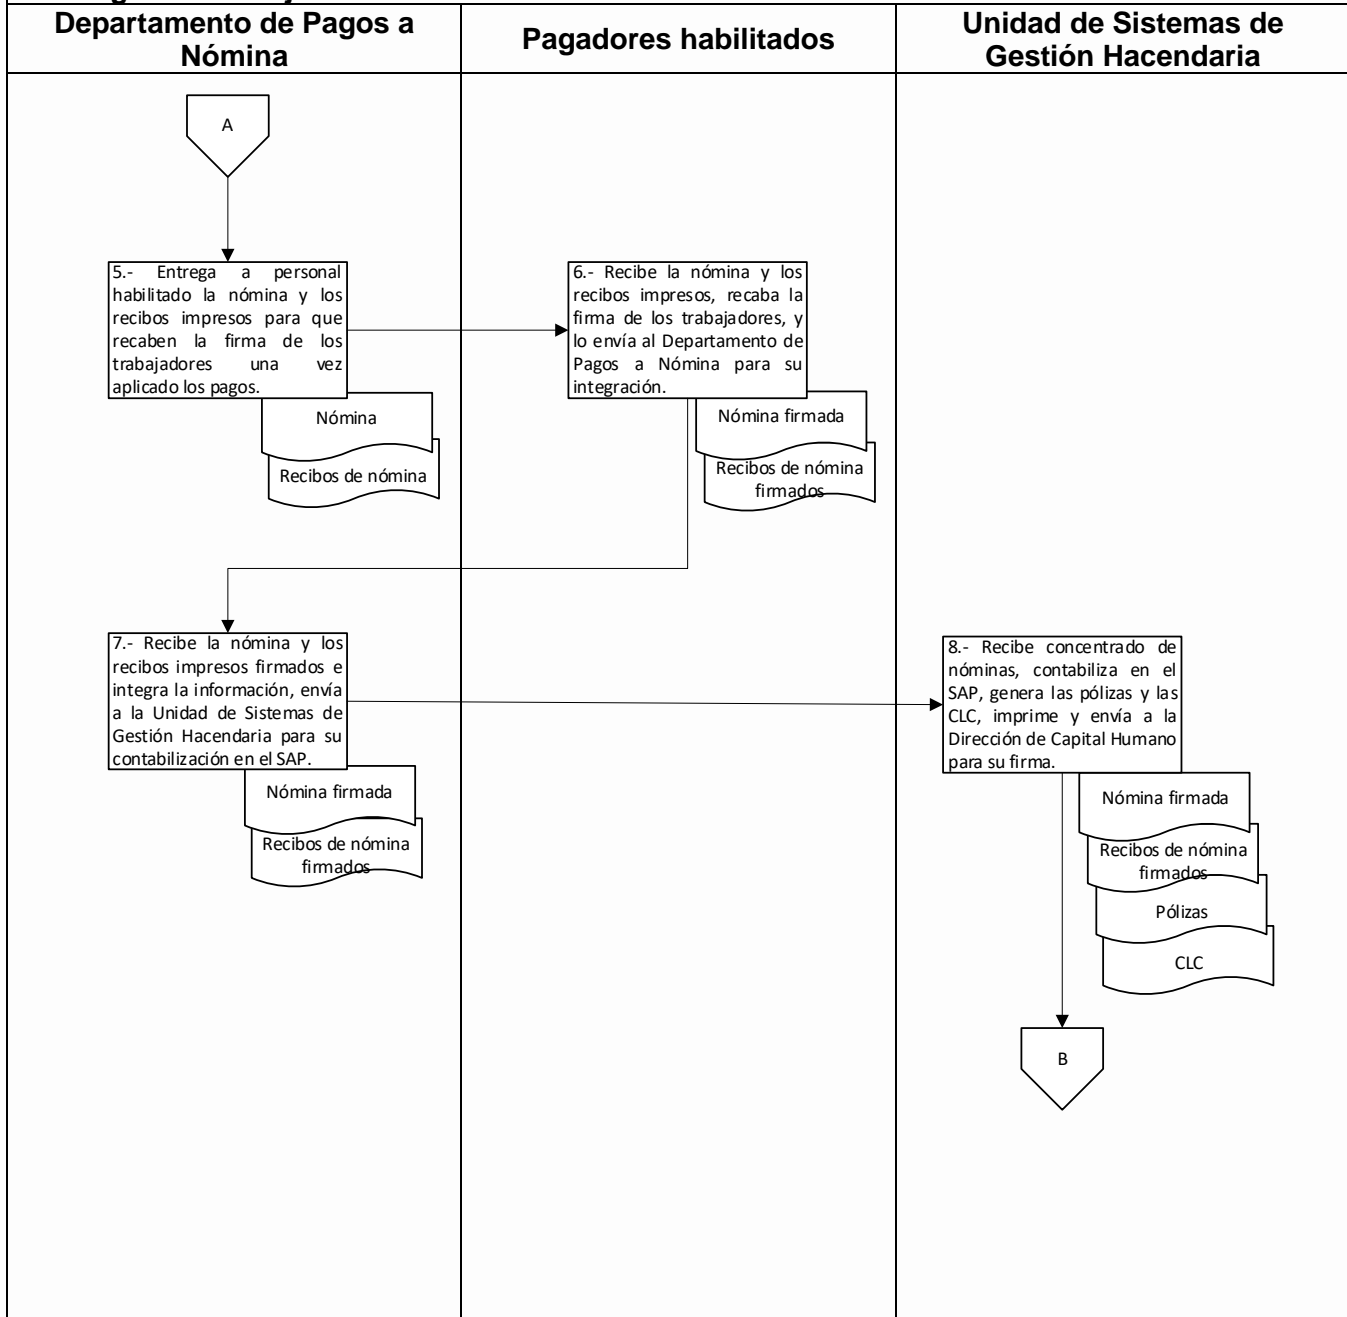 Departamento de Pagos a
Nómina
Pagadores habilitados
Unidad de Sistemas de
Gestión Hacendaria
A
5.- Entrega a personal
habilitado la nómina y los
recibos impresos para que
recaben la firma de los
trabajadores una vez
aplicado los pagos.
Nómina
Recibos de nómina
6.- Recibe la nómina y los
recibos impresos, recaba la
firma de los trabajadores, y
lo envía al Departamento de
Pagos a Nómina para su
integración.
Nómina firmada
Recibos de nómina
firmados
7.- Recibe la nómina y los
recibos impresos firmados e
integra la información, envía
a la Unidad de Sistemas de
Gestión Hacendaria para su
contabilización en el SAP.
Nómina firmada
Recibos de nómina
firmados
8.- Recibe concentrado de
nóminas, contabiliza en el
SAP, genera las pólizas y las
CLC, imprime y envía a la
Dirección de Capital Humano
para su firma.
Nómina firmada
Recibos de nómina
firmados
Pólizas
CLC
B